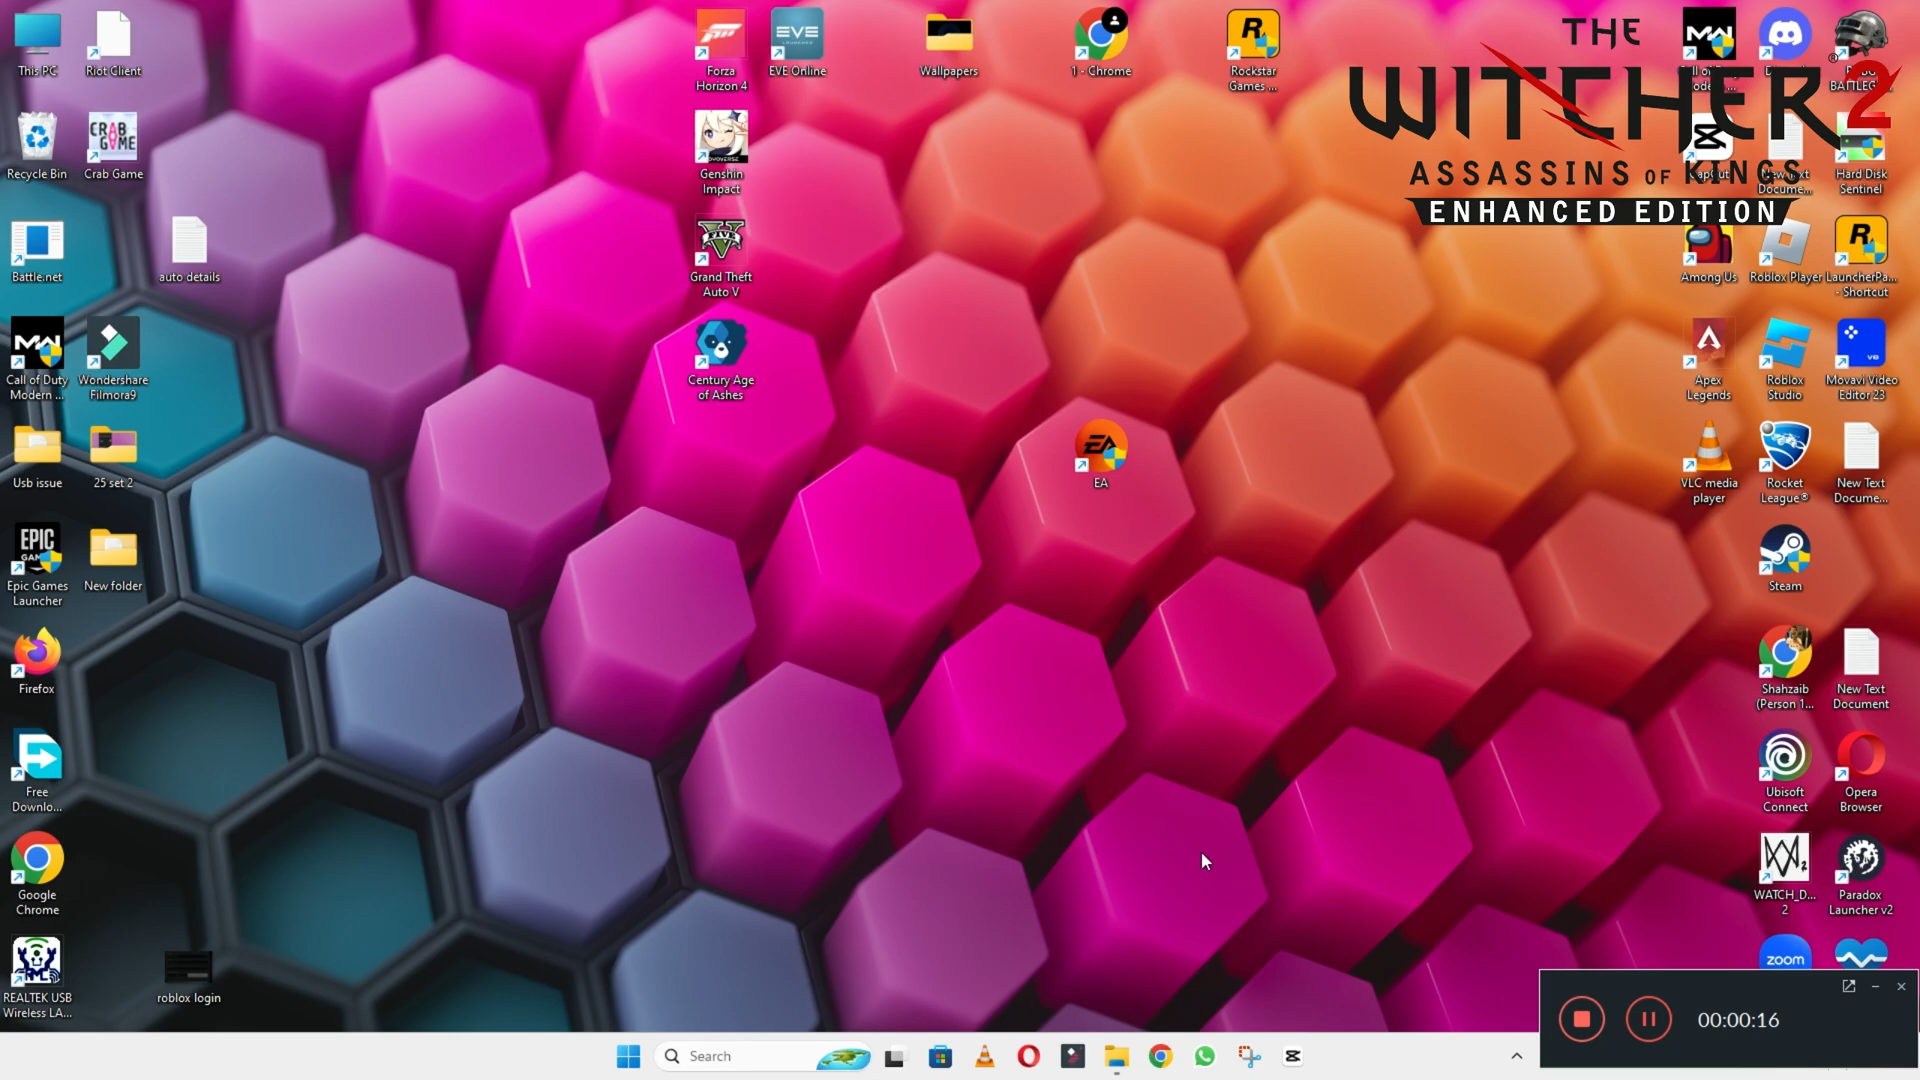 This PC
Riot Client
Forza
Horizon 4
EVE
EVE Online
Wallpapers
1 - Chrome
Rockstar
Games ...
THE
WITCHER 2
ASSASSINS OF KINGS
ENHANCED EDITION
Recycle Bin
CRAB
GAME
Crab Game
Genshin
Impact
Hard Disk
Sentinel
Battle.net
auto details
FIVE
Grand Theft
Auto V
Among Us
Roblox Player
LauncherPa...
- Shortcut
Call of Duty
Modern ...
Wondershare
Filmora9
Century Age
of Ashes
Apex
Legends
Roblox
Studio
Movavi Video
Editor 23
Usb issue
25 set 2
EA
VLC media
player
Rocket
League®
New Text
Docume...
EPIC
Epic Games
Launcher
New folder
Steam
Firefox
Shahzaib
(Person 1...
New Text
Document
Free
Downlo...
Ubisoft
Connect
Opera
Browser
Google
Chrome
WATCH_D...
2
Paradox
Launcher v2
REALTEK USB
Wireless LA...
roblox login
zoom
00:00:16
Search